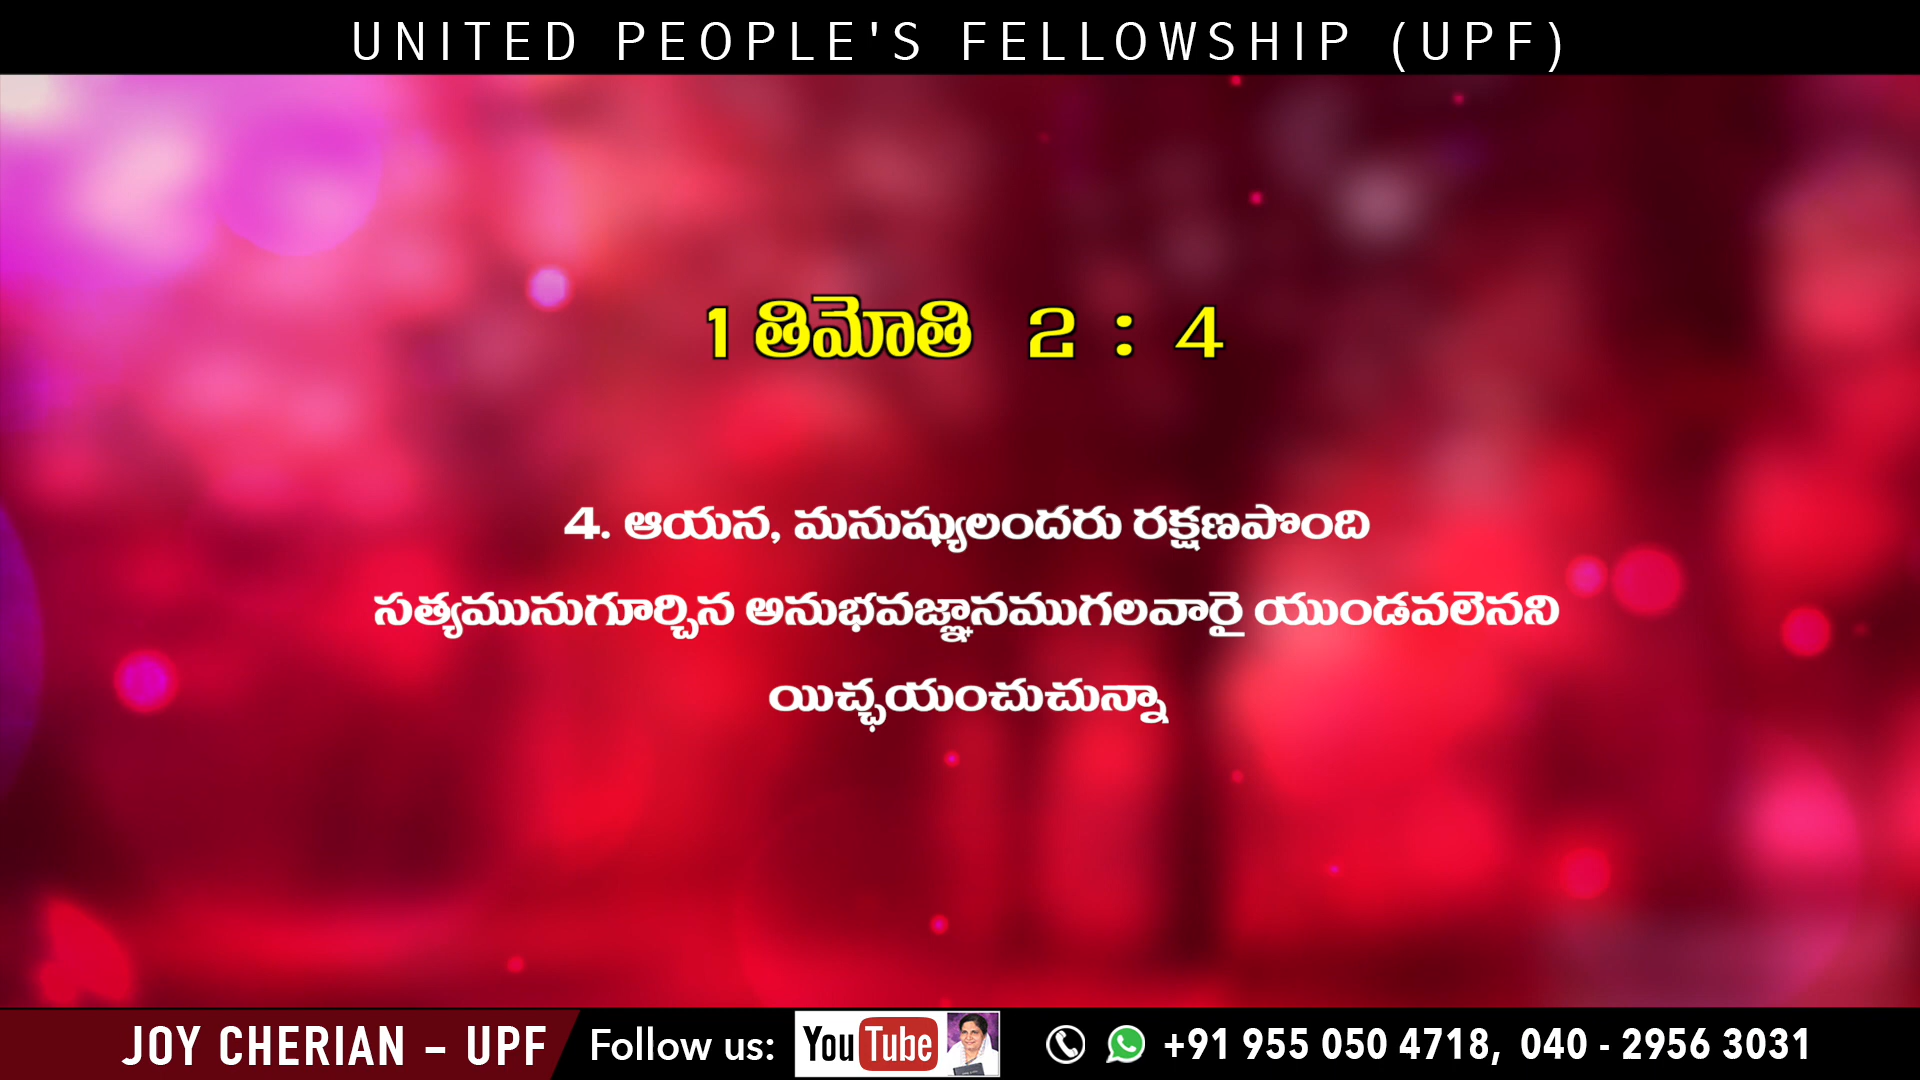 UNITED PEOPLE'S FELLOWSHIP (UPF)
1 తిమోతి 2 : 4
4. ఆయన, మనుష్యులందరు రక్షణపొంది
సత్యమునుగూర్చిన అనుభవజ్ఞానముగలవారై యుండవలెనని
యిచ్ఛయించుచున్నా
JOY CHERIAN – UPF Follow us: YouTube +91 955 050 4718, 040 - 2956 3031